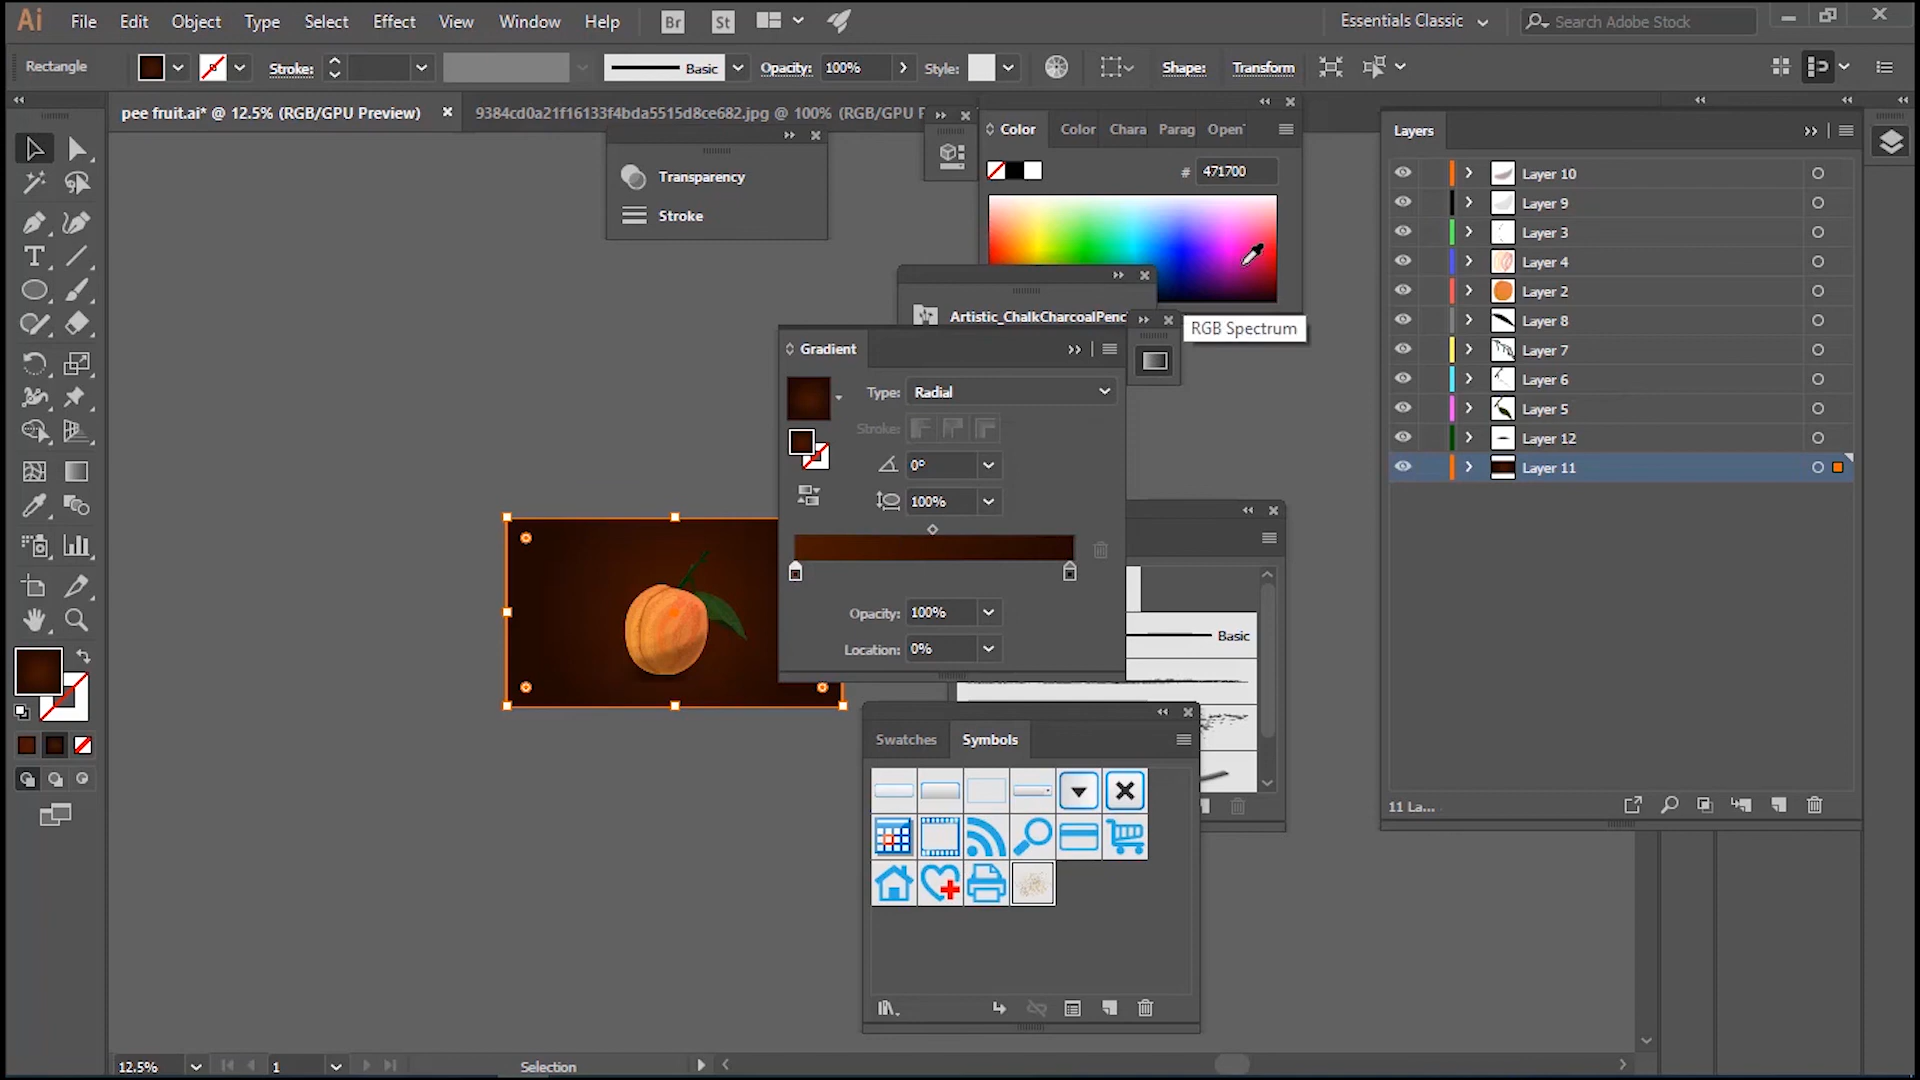 Ai File Edit Object Type Select Effect View Window Help Br St Essentials Classic Search Adobe Stock
Rectangle Stroke: Basic Opacity: 100% Style: Shape: Transform
pee fruit.ai* @ 12.5% (RGB/GPU Preview) 9384cd0a21f16133f4bda5515d8ce682.jpg @ 100% (RGB/GPU F
Transparency
Stroke
Color Color Chara Parag Open
# 471700
Artistic_ChalkCharcoalPenc
RGB Spectrum
Gradient
Type: Radial
Stroke:
0°
100%
Opacity: 100%
Location: 0%
Basic
Swatches Symbols
Layers
Layer 10
Layer 9
Layer 3
Layer 4
Layer 2
Layer 8
Layer 7
Layer 6
Layer 5
Layer 12
Layer 11
11 La...
12.5% 1 Selection